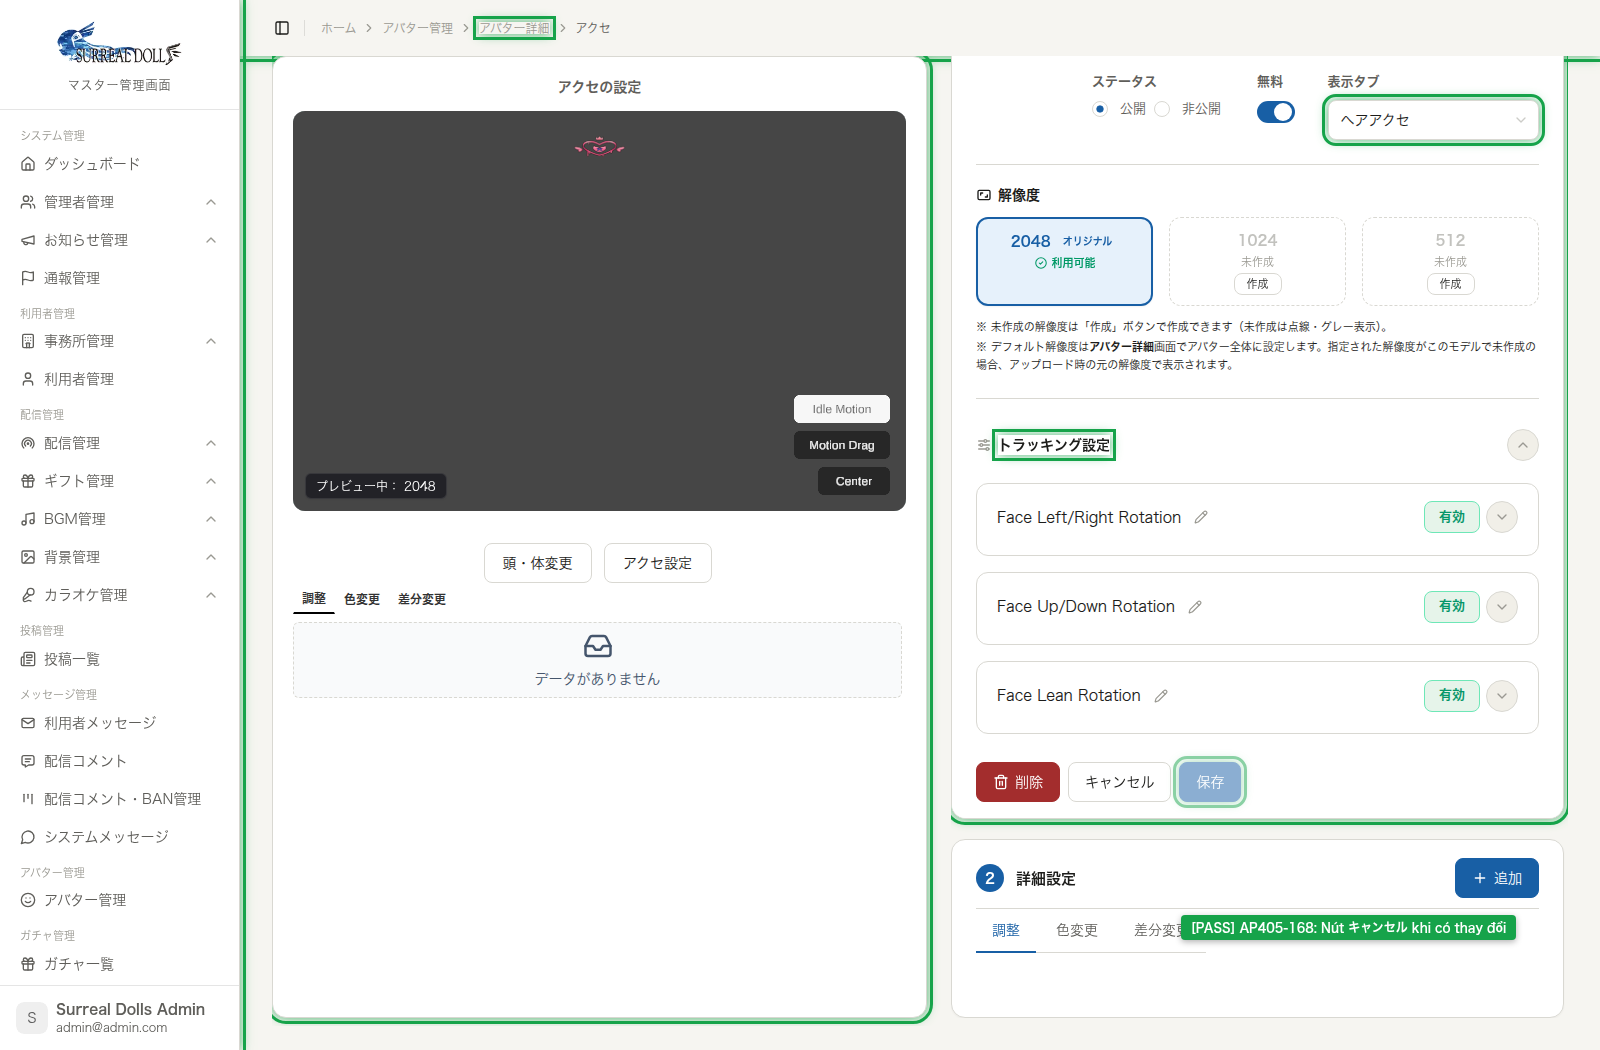 SURREAL DOLLS
マスター管理画面
システム管理
ダッシュボード
管理者管理
お知らせ管理
通報管理
利用者管理
事務所管理
利用者管理
配信管理
配信管理
ギフト管理
BGM管理
背景管理
カラオケ管理
投稿管理
投稿一覧
メッセージ管理
利用者メッセージ
配信コメント
配信コメント・BAN管理
システムメッセージ
アバター管理
アバター管理
ガチャ管理
ガチャ一覧
S
Surreal Dolls Admin
admin@admin.com
ホーム > アバター管理 > アバター詳細 > アクセ
アクセの設定
Idle Motion
Motion Drag
Center
プレビュー中： 2048
頭・体変更 アクセ設定
調整 色変更 差分変更
データがありません
ステータス 無料 表示タブ
公開 非公開 ヘアアクセ
解像度
2048 オリジナル
利用可能
1024
未作成
作成
512
未作成
作成
※ 未作成の解像度は「作成」ボタンで作成できます（未作成は点線・グレー表示）。
※ デフォルト解像度はアバター詳細画面でアバター全体に設定します。指定された解像度がこのモデルで未作成の
場合、アップロード時の元の解像度で表示されます。
トラッキング設定
Face Left/Right Rotation 有効
Face Up/Down Rotation 有効
Face Lean Rotation 有効
削除 キャンセル 保存
2 詳細設定 + 追加
調整 色変更 差分変
[PASS] AP405-168: Nút キャンセル khi có thay đổi